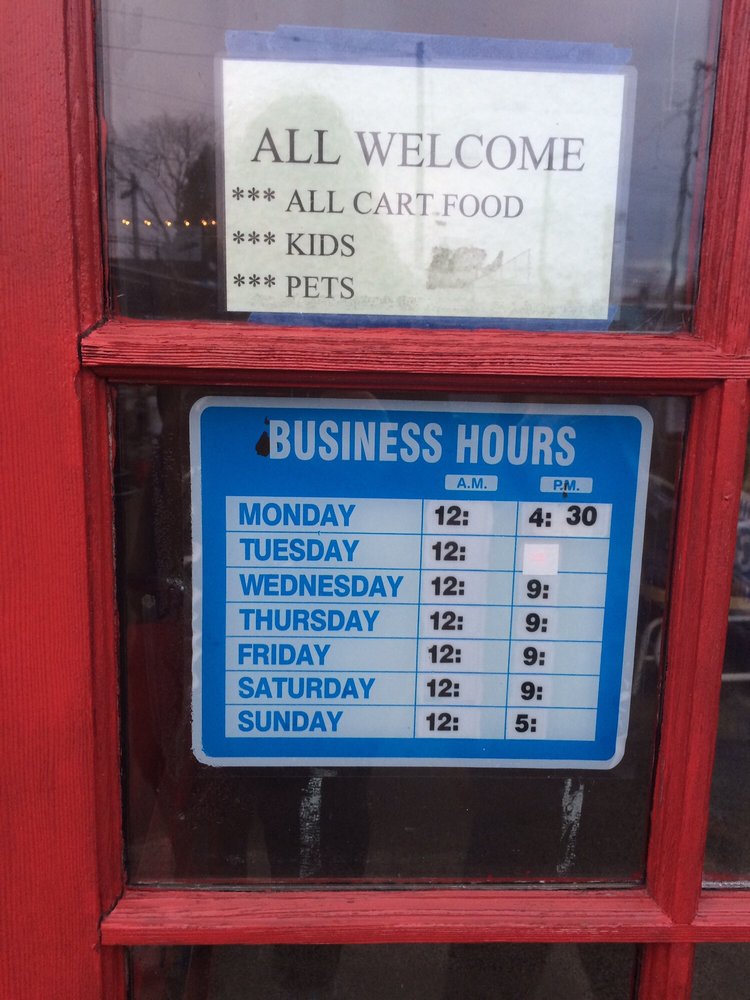 ALL WELCOME
*** ALL CART FOOD
*** KIDS
*** PETS
BUSINESS HOURS
A.M. P.M.
MONDAY 12: 4: 30
TUESDAY 12:
WEDNESDAY 12: 9:
THURSDAY 12: 9:
FRIDAY 12: 9:
SATURDAY 12: 9:
SUNDAY 12: 5: